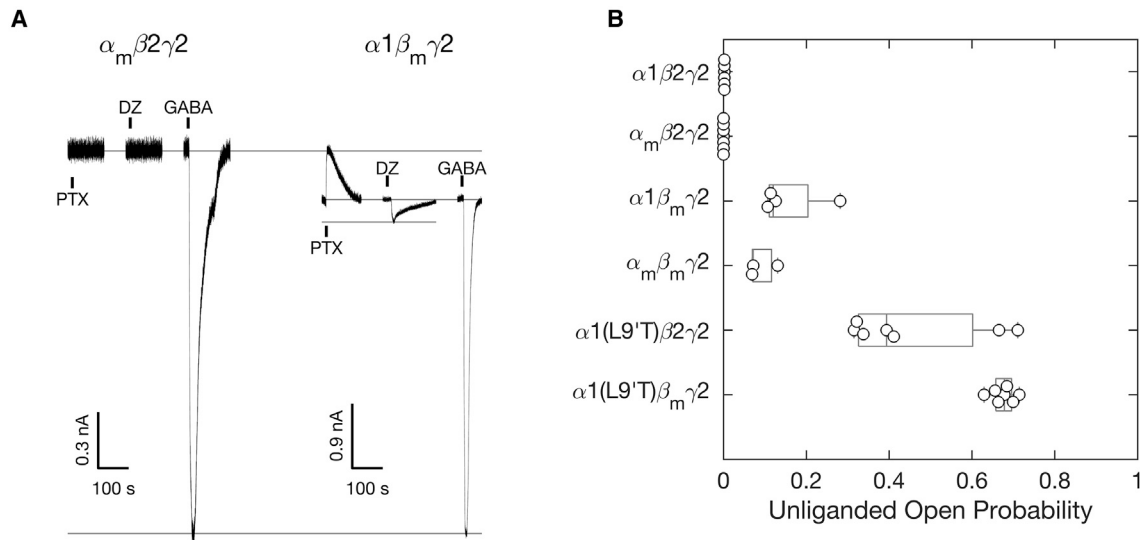 A
αmβ2γ2
α1βmγ2
DZ GABA
PTX
DZ GABA
PTX
0.3 nA
100 s
0.9 nA
100 s
B
α1β2γ2
αmβ2γ2
α1βmγ2
αmβmγ2
α1(L9'T)β2γ2
α1(L9'T)βmγ2
0 0.2 0.4 0.6 0.8 1
Unliganded Open Probability